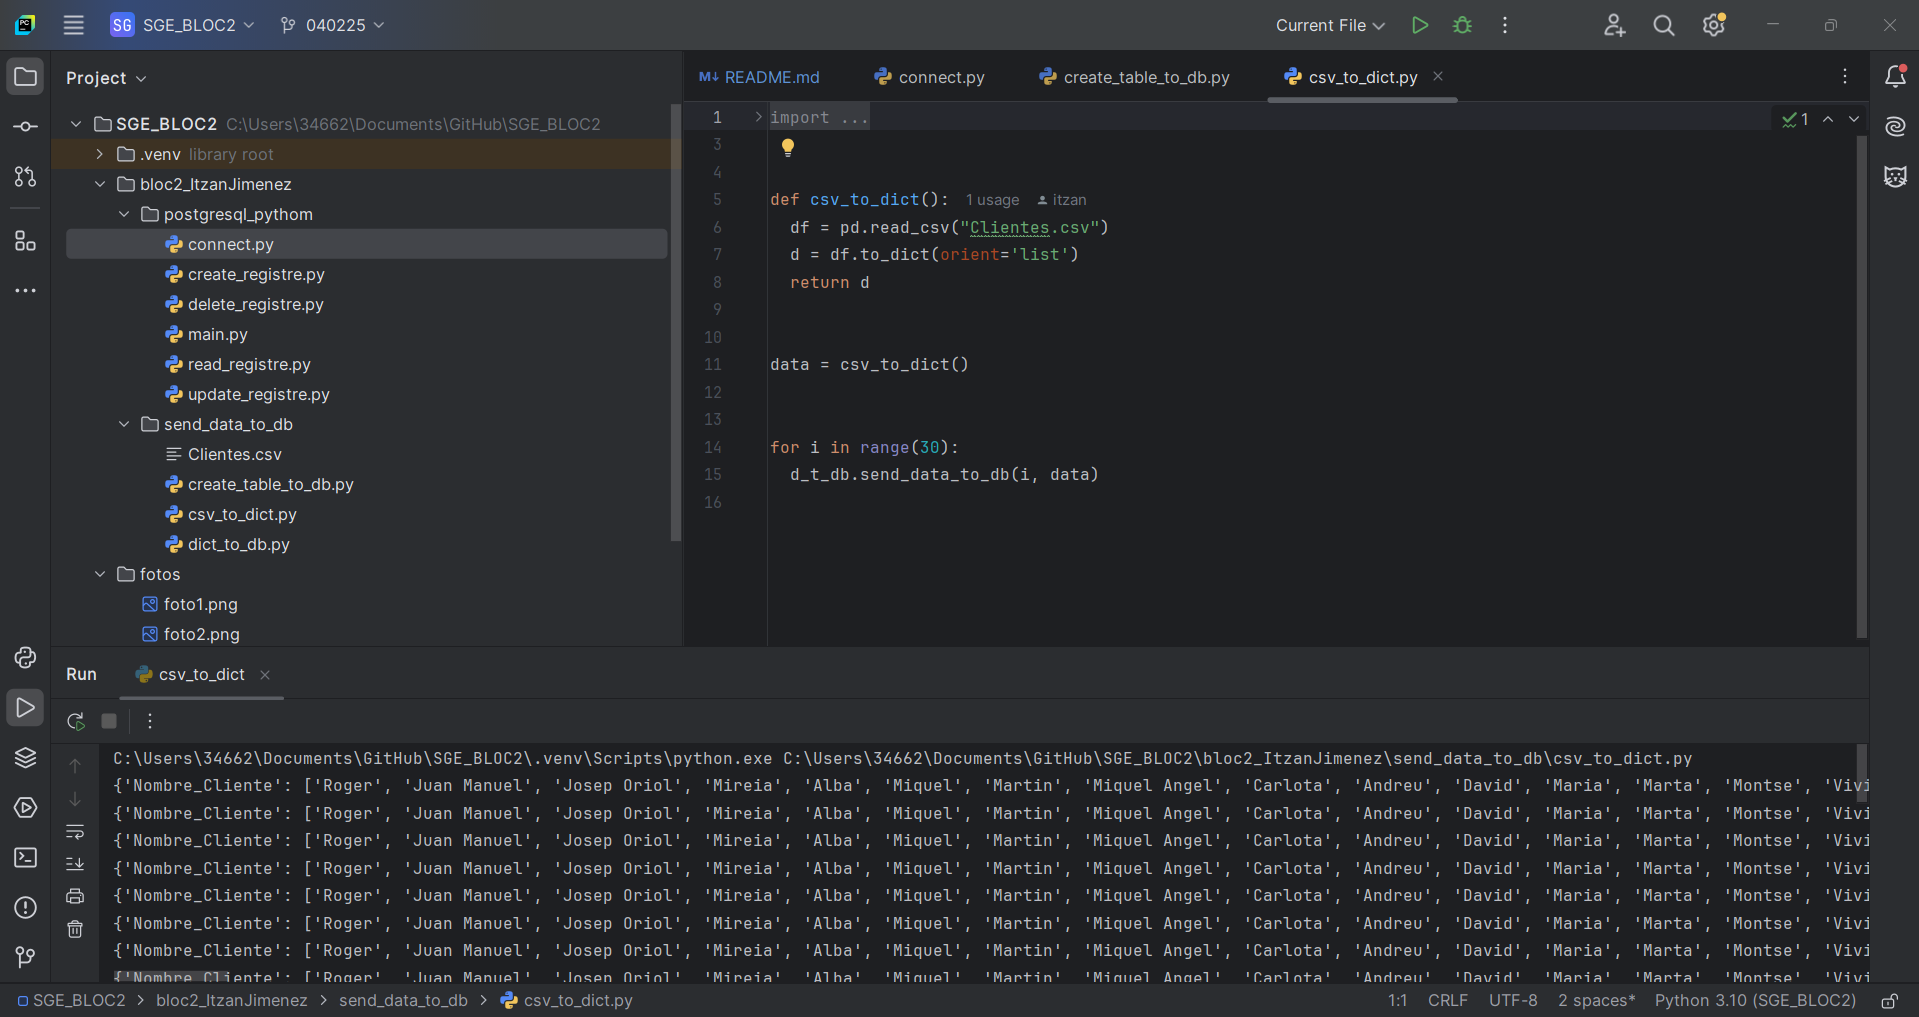 SG SGE_BLOC2 040225 Current File
Project
README.md connect.py create_table_to_db.py csv_to_dict.py
SGE_BLOC2 C:\Users\34662\Documents\GitHub\SGE_BLOC2
.venv library root
bloc2_ItzanJimenez
postgresql_pythom
connect.py
create_registre.py
delete_registre.py
main.py
read_registre.py
update_registre.py
send_data_to_db
Clientes.csv
create_table_to_db.py
csv_to_dict.py
dict_to_db.py
fotos
foto1.png
foto2.png
1 import ... 1
3
4
5 def csv_to_dict(): 1 usage itzan
6 df = pd.read_csv("Clientes.csv")
7 d = df.to_dict(orient='list')
8 return d
9
10
11 data = csv_to_dict()
12
13
14 for i in range(30):
15 d_t_db.send_data_to_db(i, data)
16
Run csv_to_dict
C:\Users\34662\Documents\GitHub\SGE_BLOC2\.venv\Scripts\python.exe C:\Users\34662\Documents\GitHub\SGE_BLOC2\bloc2_ItzanJimenez\send_data_to_db\csv_to_dict.py
{'Nombre_Cliente': ['Roger', 'Juan Manuel', 'Josep Oriol', 'Mireia', 'Alba', 'Miquel', 'Martin', 'Miquel Angel', 'Carlota', 'Andreu', 'David', 'Maria', 'Marta', 'Montse', 'Vivi
{'Nombre_Cliente': ['Roger', 'Juan Manuel', 'Josep Oriol', 'Mireia', 'Alba', 'Miquel', 'Martin', 'Miquel Angel', 'Carlota', 'Andreu', 'David', 'Maria', 'Marta', 'Montse', 'Vivi
{'Nombre_Cliente': ['Roger', 'Juan Manuel', 'Josep Oriol', 'Mireia', 'Alba', 'Miquel', 'Martin', 'Miquel Angel', 'Carlota', 'Andreu', 'David', 'Maria', 'Marta', 'Montse', 'Vivi
{'Nombre_Cliente': ['Roger', 'Juan Manuel', 'Josep Oriol', 'Mireia', 'Alba', 'Miquel', 'Martin', 'Miquel Angel', 'Carlota', 'Andreu', 'David', 'Maria', 'Marta', 'Montse', 'Vivi
{'Nombre_Cliente': ['Roger', 'Juan Manuel', 'Josep Oriol', 'Mireia', 'Alba', 'Miquel', 'Martin', 'Miquel Angel', 'Carlota', 'Andreu', 'David', 'Maria', 'Marta', 'Montse', 'Vivi
{'Nombre_Cliente': ['Roger', 'Juan Manuel', 'Josep Oriol', 'Mireia', 'Alba', 'Miquel', 'Martin', 'Miquel Angel', 'Carlota', 'Andreu', 'David', 'Maria', 'Marta', 'Montse', 'Vivi
{'Nombre_Cliente': ['Roger', 'Juan Manuel', 'Josep Oriol', 'Mireia', 'Alba', 'Miquel', 'Martin', 'Miquel Angel', 'Carlota', 'Andreu', 'David', 'Maria', 'Marta', 'Montse', 'Vivi
{'Nombre_Cliente': ['Roger', 'Juan Manuel', 'Josep Oriol', 'Mireia', 'Alba', 'Miquel', 'Martin', 'Miquel Angel', 'Carlota', 'Andreu', 'David', 'Maria', 'Marta', 'Montse', 'Vivi
SGE_BLOC2 > bloc2_ItzanJimenez > send_data_to_db > csv_to_dict.py 1:1 CRLF UTF-8 2 spaces* Python 3.10 (SGE_BLOC2)